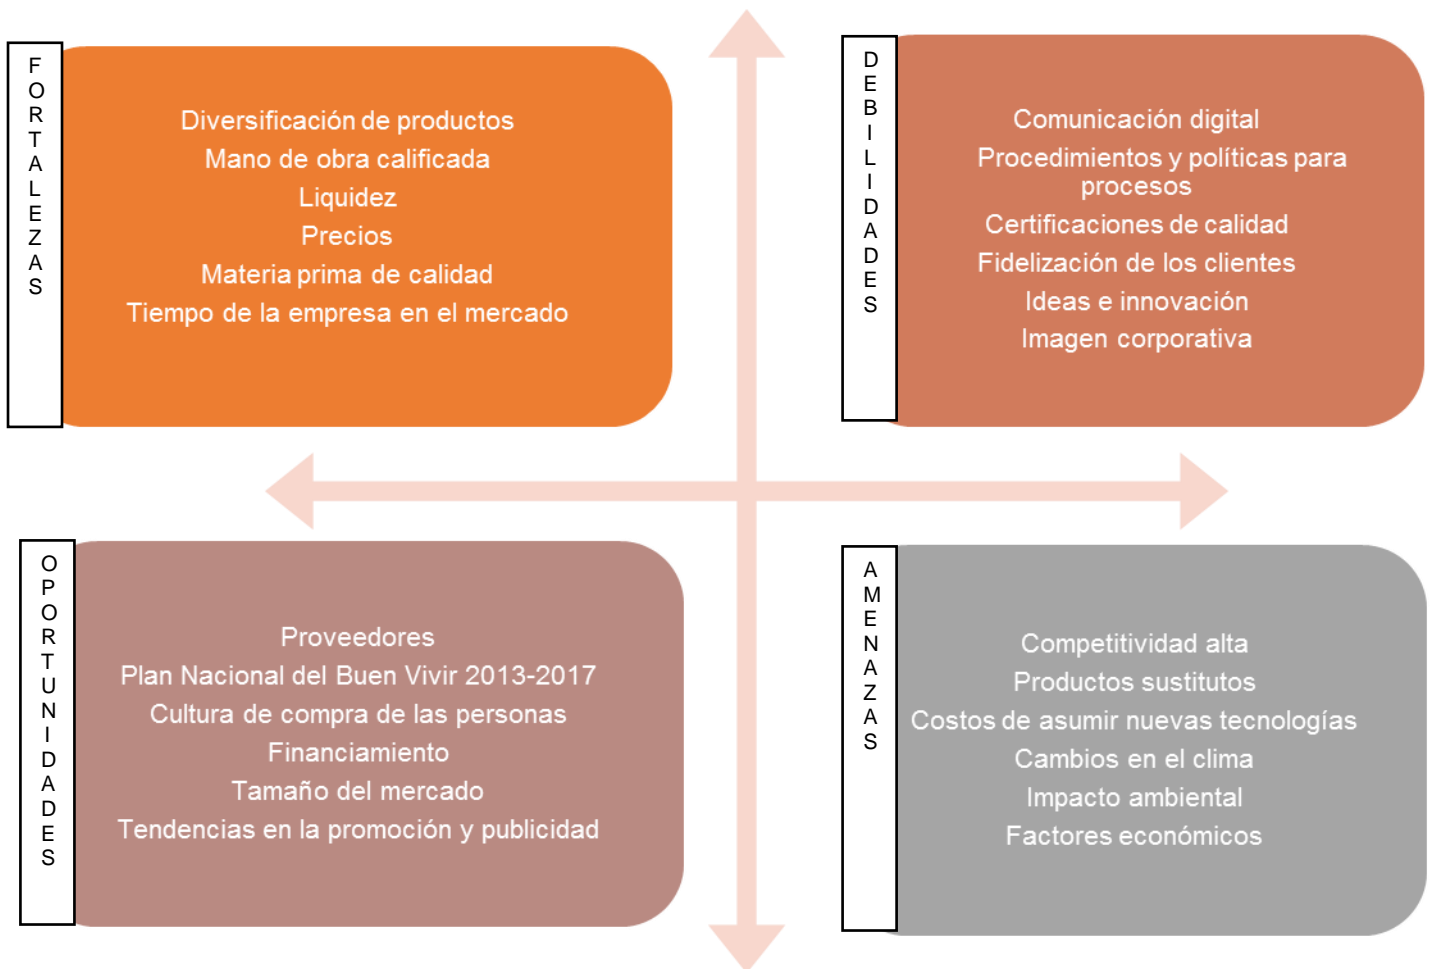 FORTALEZAS
Diversificación de productos
Mano de obra calificada
Liquidez
Precios
Materia prima de calidad
Tiempo de la empresa en el mercado
DEBILIDADES
Comunicación digital
Procedimientos y políticas para
procesos
Certificaciones de calidad
Fidelización de los clientes
Ideas e innovación
Imagen corporativa
OPORTUNIDADES
Proveedores
Plan Nacional del Buen Vivir 2013-2017
Cultura de compra de las personas
Financiamiento
Tamaño del mercado
Tendencias en la promoción y publicidad
AMENAZAS
Competitividad alta
Productos sustitutos
Costos de asumir nuevas tecnologías
Cambios en el clima
Impacto ambiental
Factores económicos